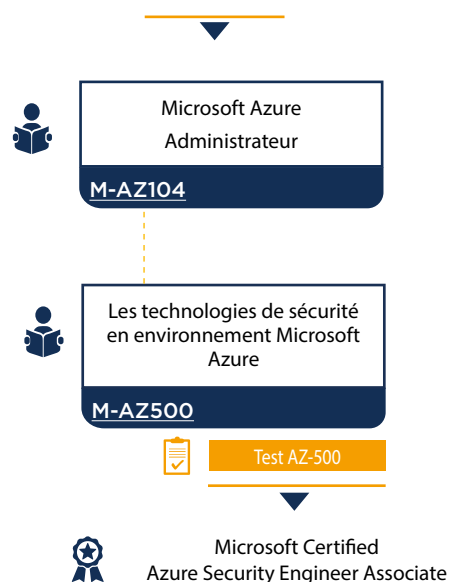 Microsoft Azure
Administrateur
M-AZ104
Les technologies de sécurité
en environnement Microsoft
Azure
M-AZ500
Test AZ-500
Microsoft Certified
Azure Security Engineer Associate